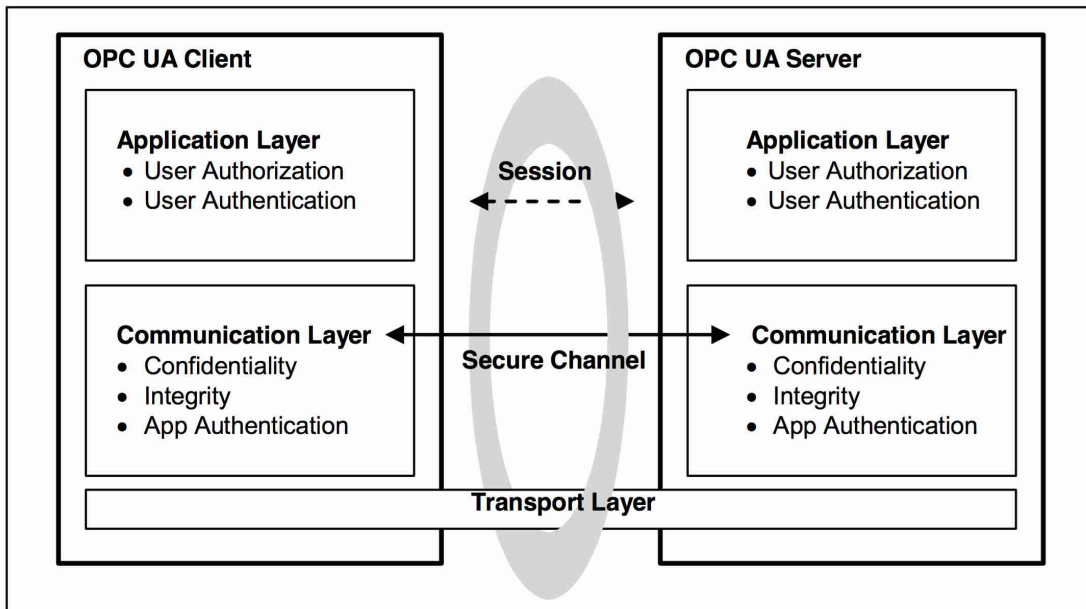 OPC UA Client
Application Layer
• User Authorization
• User Authentication
Communication Layer
• Confidentiality
• Integrity
• App Authentication
Session
Secure Channel
Transport Layer
OPC UA Server
Application Layer
• User Authorization
• User Authentication
Communication Layer
• Confidentiality
• Integrity
• App Authentication